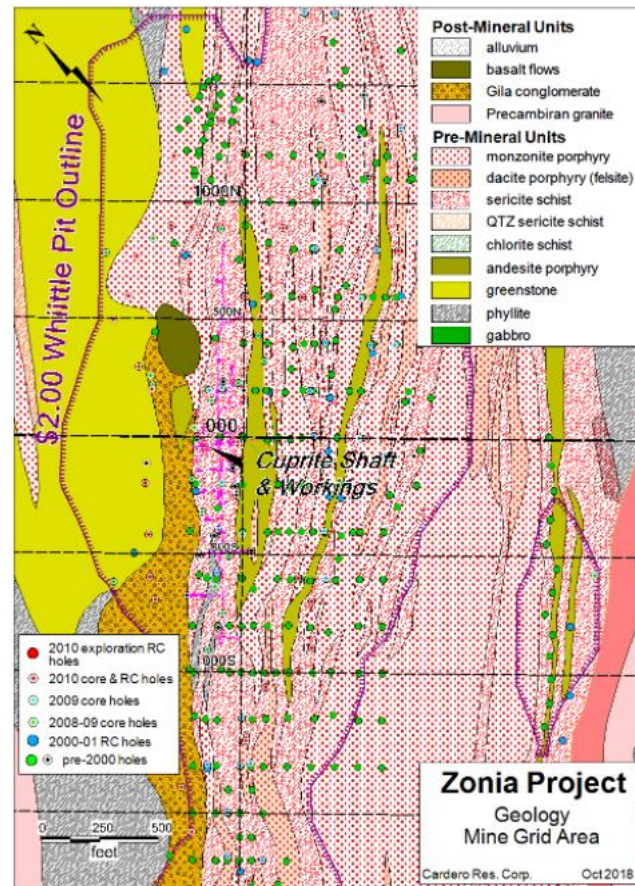 N
$2.00 Whiittle Pit Outline
Post-Mineral Units
alluvium
basalt flows
Gila conglomerate
Precambiran granite
Pre-Mineral Units
monzonite porphyry
dacite porphyry (felsite)
sericite schist
QTZ sericite schist
chlorite schist
andesite porphyry
greenstone
phyllite
gabbro
1000N
500N
000
Cuprite Shaft
& Workings
500S
1000S
2010 exploration RC
holes
2010 core & RC holes
2009 core holes
2008-09 core holes
2000-01 RC holes
pre-2000 holes
0 250 500
feet
Zonia Project
Geology
Mine Grid Area
Cardero Res. Corp. Oct 2018